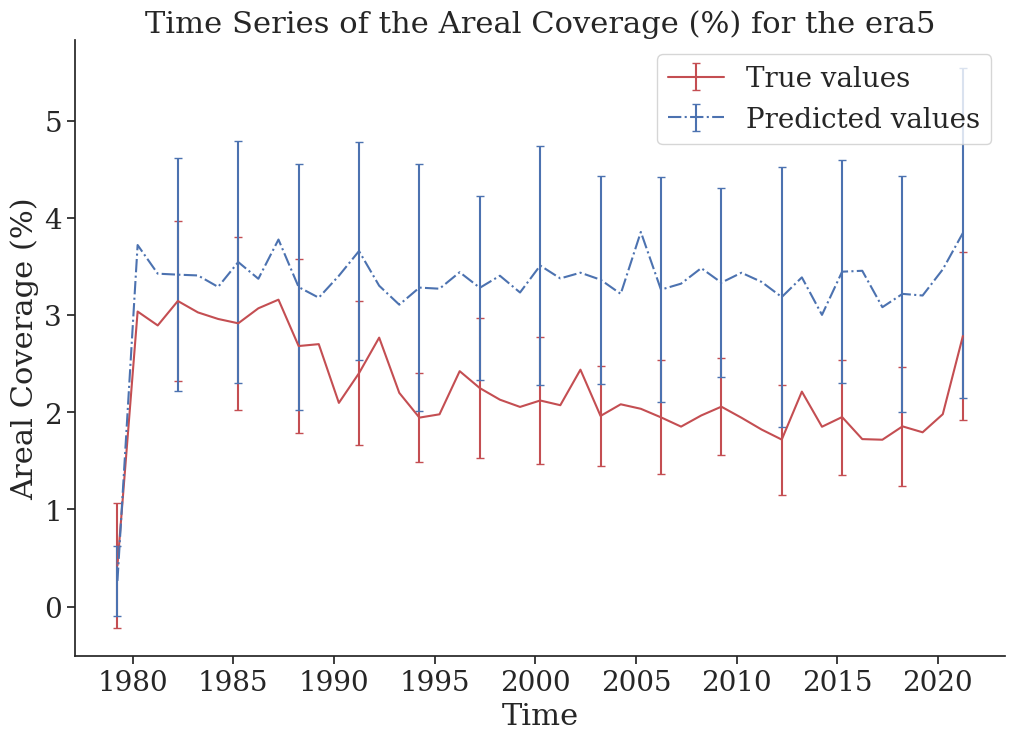 Time Series of the Areal Coverage (%) for the era5
True values
Predicted values
Areal Coverage (%)
5
4
3
2
1
0
1980 1985 1990 1995 2000 2005 2010 2015 2020
Time